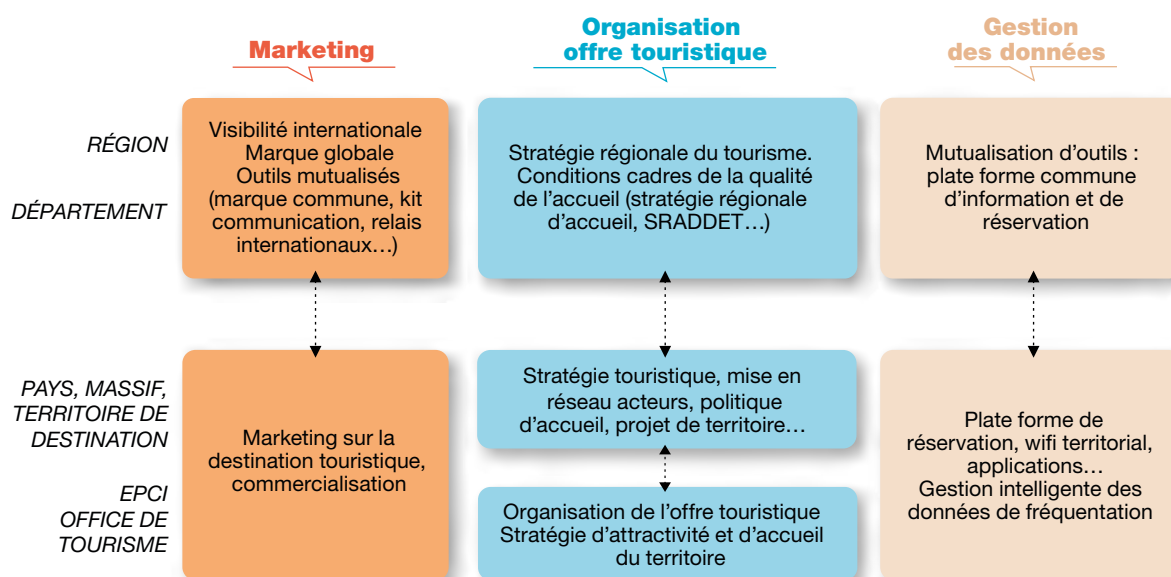 Marketing
Organisation
offre touristique
Gestion
des données
RÉGION
DÉPARTEMENT
Visibilité internationale
Marque globale
Outils mutualisés
(marque commune, kit
communication, relais
internationaux…)
Stratégie régionale du tourisme.
Conditions cadres de la qualité
de l’accueil (stratégie régionale
d’accueil, SRADDET…)
Mutualisation d’outils :
plate forme commune
d’information et de
réservation
PAYS, MASSIF,
TERRITOIRE DE
DESTINATION
EPCI
OFFICE DE
TOURISME
Marketing sur la
destination touristique,
commercialisation
Stratégie touristique, mise en
réseau acteurs, politique
d’accueil, projet de territoire…
Organisation de l’offre touristique
Stratégie d’attractivité et d’accueil
du territoire
Plate forme de
réservation, wifi territorial,
applications…
Gestion intelligente des
données de fréquentation